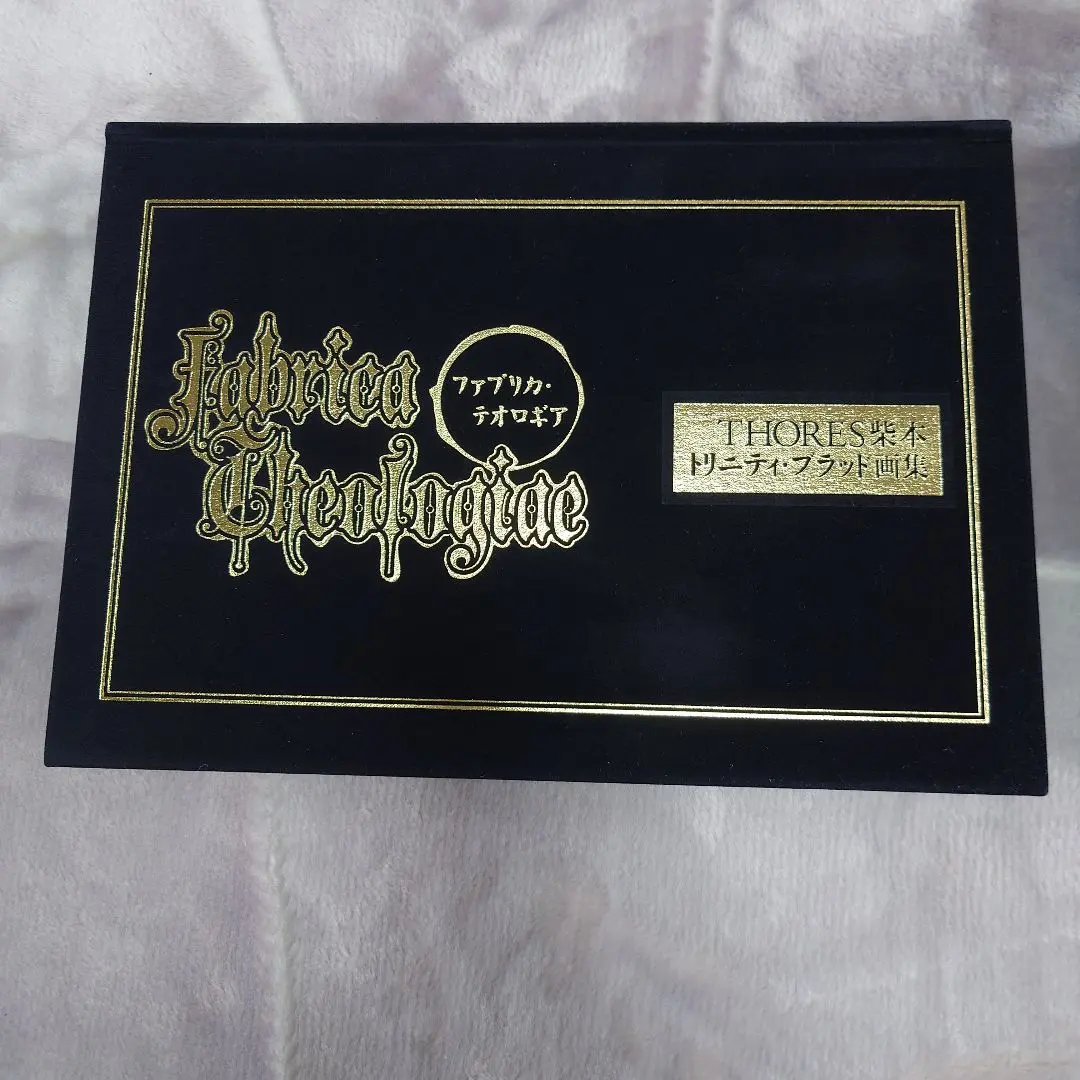 Fabrica
Theologiae
ファブリカ・
テオロギア
THORES柴本
トリニティ・ブラッド画集